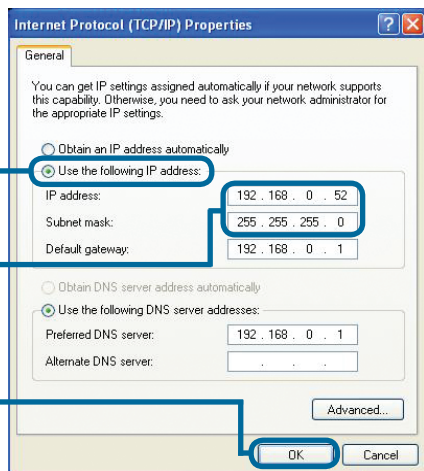 Internet Protocol (TCP/IP) Properties
General
You can get IP settings assigned automatically if your network supports
this capability. Otherwise, you need to ask your network administrator for
the appropriate IP settings.
Obtain an IP address automatically
Use the following IP address:
IP address: 192 . 168 . 0 . 52
Subnet mask: 255 . 255 . 255 . 0
Default gateway: 192 . 168 . 0 . 1
Obtain DNS server address automatically
Use the following DNS server addresses:
Preferred DNS server: 192 . 168 . 0 . 1
Alternate DNS server: . . .
Advanced...
OK Cancel